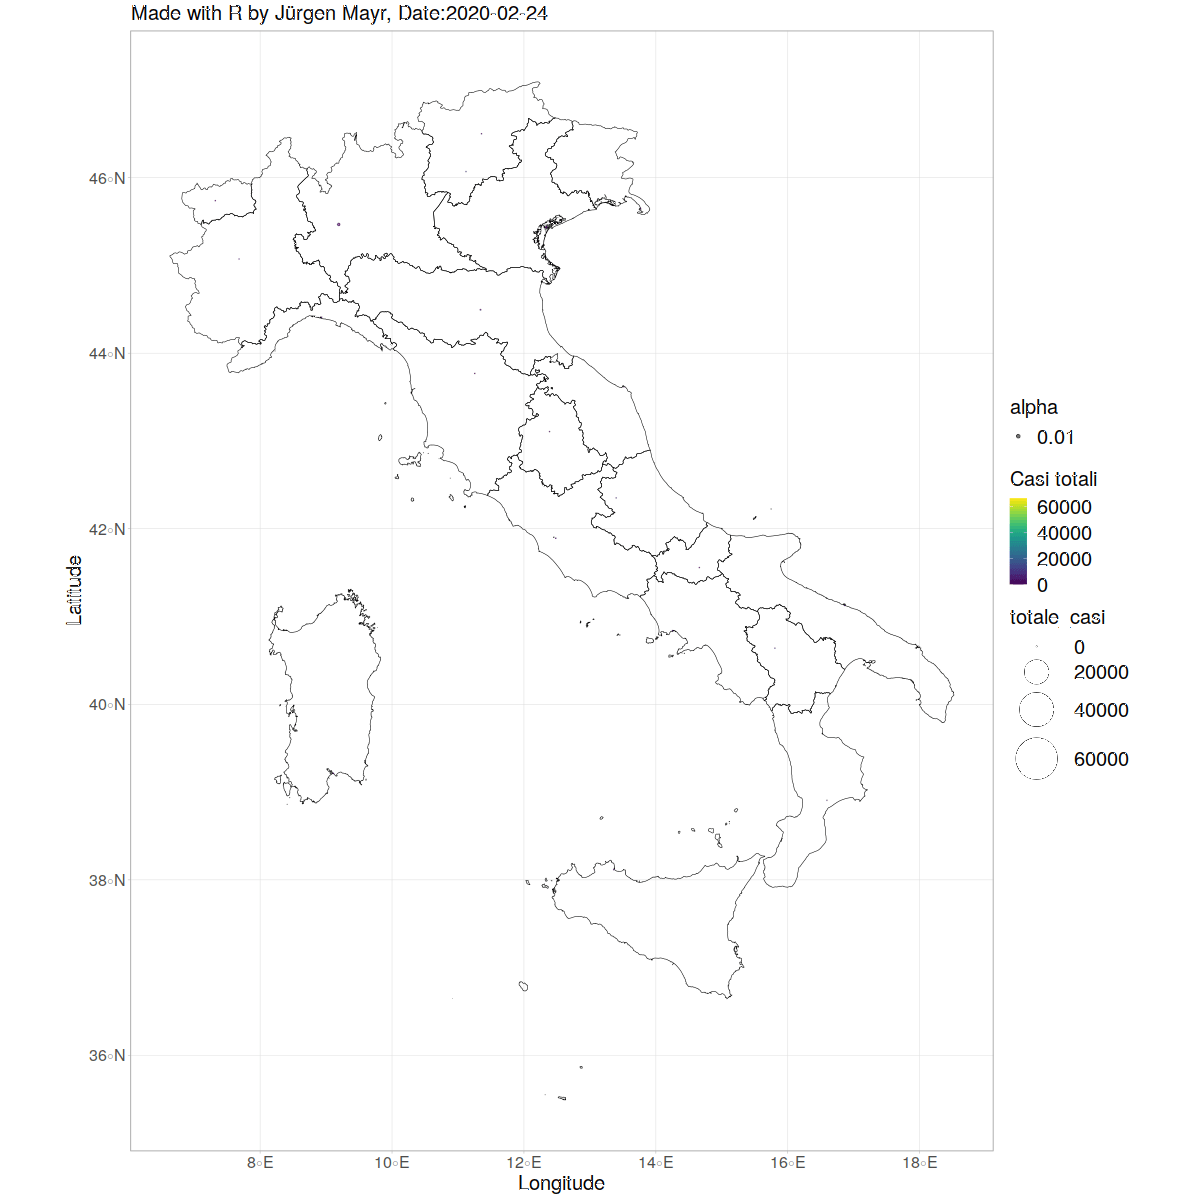 Made with R by Jürgen Mayr, Date:2020-02-24
46°N
44°N
42°N
40°N
38°N
36°N
Latitude
8°E
10°E
12°E
14°E
16°E
18°E
Longitude
alpha
0.01
Casi totali
60000
40000
20000
0
totale_casi
0
20000
40000
60000